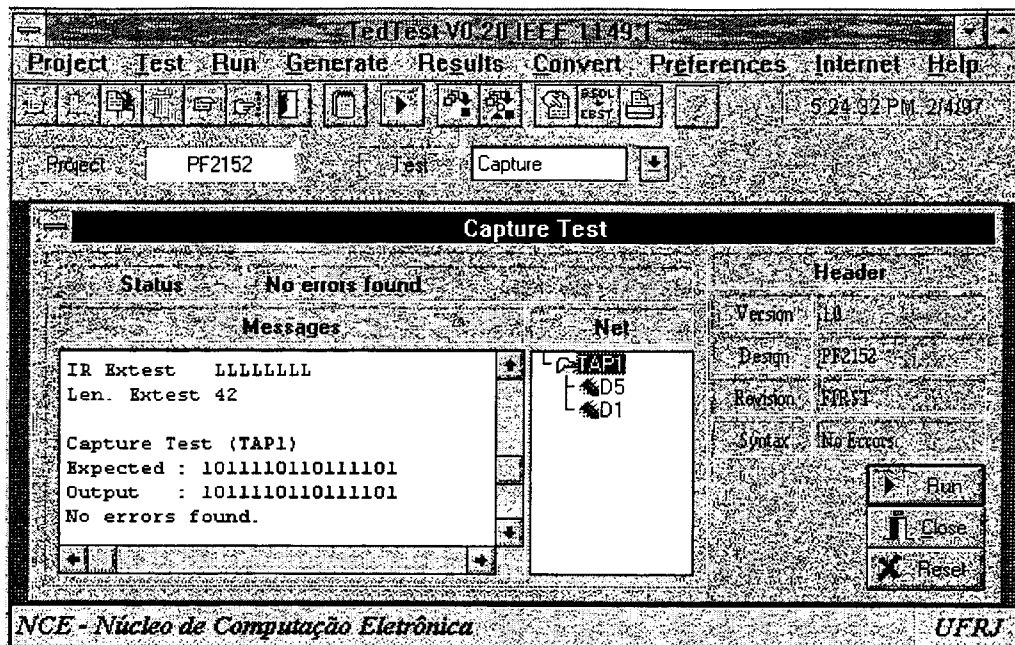 TedTest V0.20 IEEE 1149.1
Project Test Run Generate Results Convert Preferences Internet Help
BSDL
5:24:32 PM 2/4/97
Project PF2152 Test Capture
Capture Test
Status No errors found
Header
Messages
Net
Version 1.0
Design PF2152
Revision FIRST
Syntax No Errors
IR Extest LLLLLLLL
Len. Extest 42
Capture Test (TAP1)
Expected : 1011110110111101
Output : 1011110110111101
No errors found.
TAP1
D5
D1
Run
Close
Reset
NCE - Núcleo de Computação Eletrônica
UFRJ